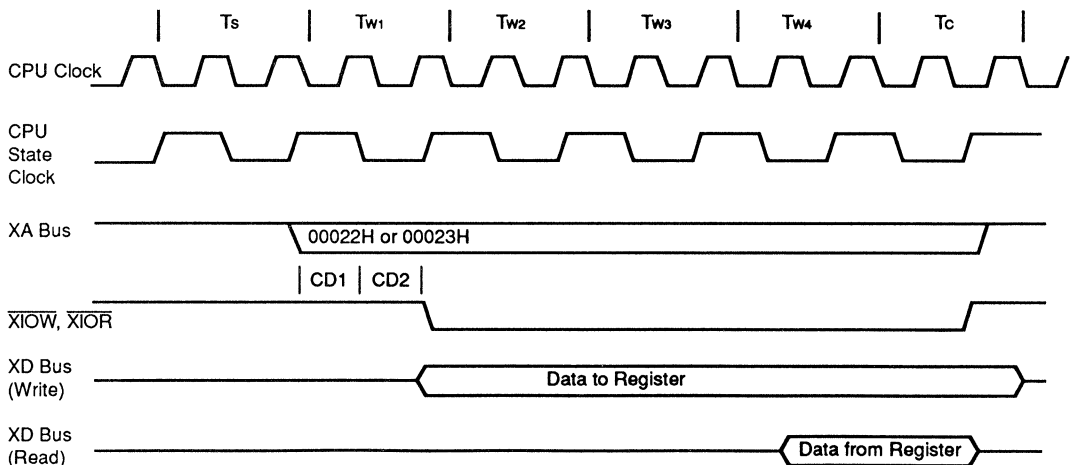 Ts Tw1 Tw2 Tw3 Tw4 Tc
CPU Clock
CPU
State
Clock
XA Bus
00022H or 00023H
CD1 CD2
XIOW, XIOR
XD Bus
(Write)
Data to Register
XD Bus
(Read)
Data from Register